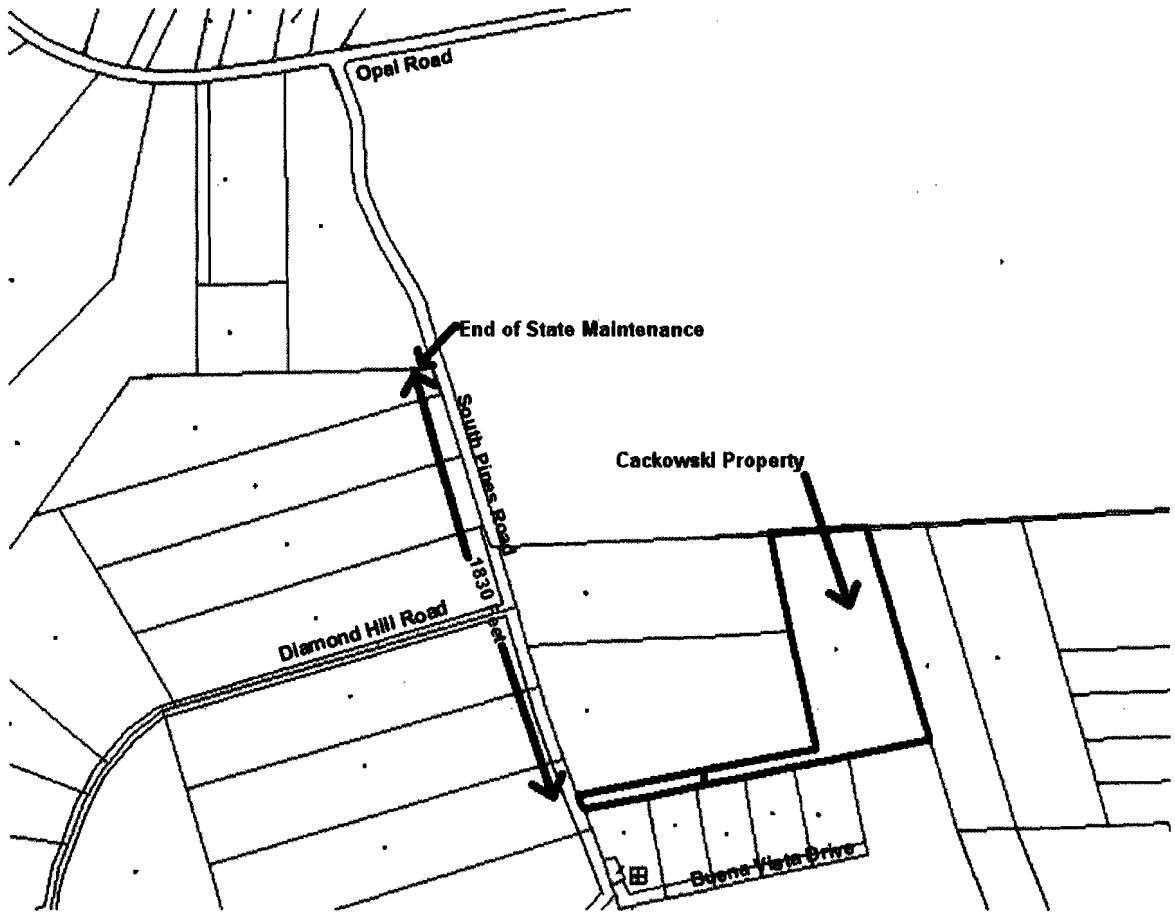 Opal Road
End of State Maintenance
South Pines Road
Cackowski Property
1830 Feet
Diamond Hill Road
Buena Vista Drive